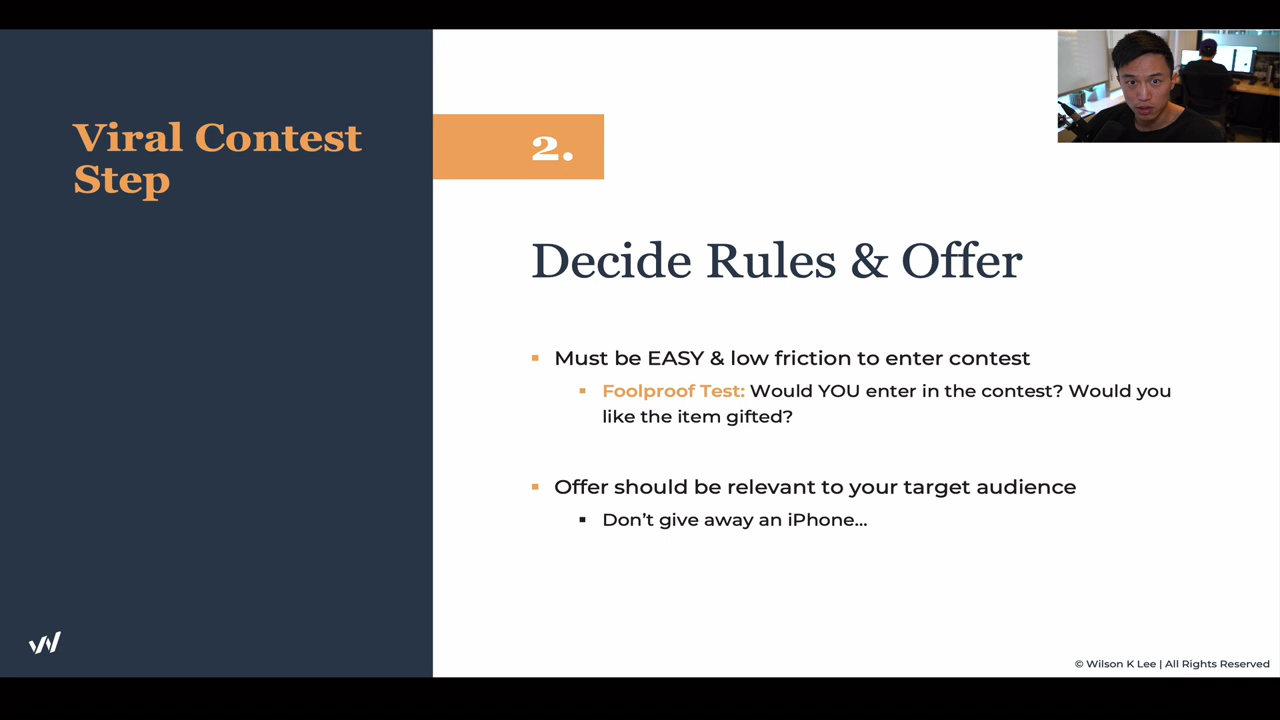 Viral Contest
Step
2.
Decide Rules & Offer
Must be EASY & low friction to enter contest
Foolproof Test: Would YOU enter in the contest? Would you
like the item gifted?
Offer should be relevant to your target audience
Don’t give away an iPhone...
© Wilson K Lee | All Rights Reserved